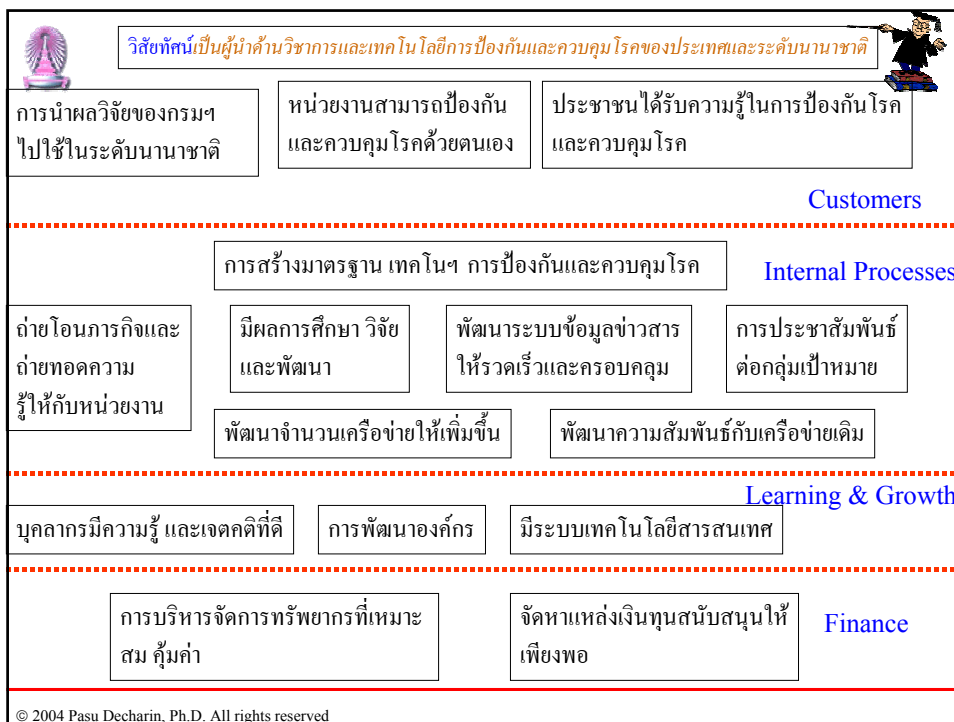 วิสัยทัศน์เป็นผู้นำด้านวิชาการและเทคโนโลยีการป้องกันและควบคุมโรคของประเทศและระดับนานาชาติ
การนำผลวิจัยของกรมฯ
ไปใช้ในระดับนานาชาติ
หน่วยงานสามารถป้องกัน
และควบคุมโรคด้วยตนเอง
ประชาชนได้รับความรู้ในการป้องกันโรค
และควบคุมโรค
Customers
การสร้างมาตรฐาน เทคโนฯ การป้องกันและควบคุมโรค
Internal Processes
ถ่ายโอนภารกิจและ
ถ่ายทอดความ
รู้ให้กับหน่วยงาน
มีผลการศึกษา วิจัย
และพัฒนา
พัฒนาระบบข้อมูลข่าวสาร
ให้รวดเร็วและครอบคลุม
การประชาสัมพันธ์
ต่อกลุ่มเป้าหมาย
พัฒนาจำนวนเครือข่ายให้เพิ่มขึ้น
พัฒนาความสัมพันธ์กับเครือข่ายเดิม
Learning & Growth
บุคลากรมีความรู้ และเจตคติที่ดี
การพัฒนาองค์กร
มีระบบเทคโนโลยีสารสนเทศ
การบริหารจัดการทรัพยากรที่เหมาะ
สม คุ้มค่า
จัดหาแหล่งเงินทุนสนับสนุนให้
เพียงพอ
Finance
© 2004 Pasu Decharin, Ph.D. All rights reserved